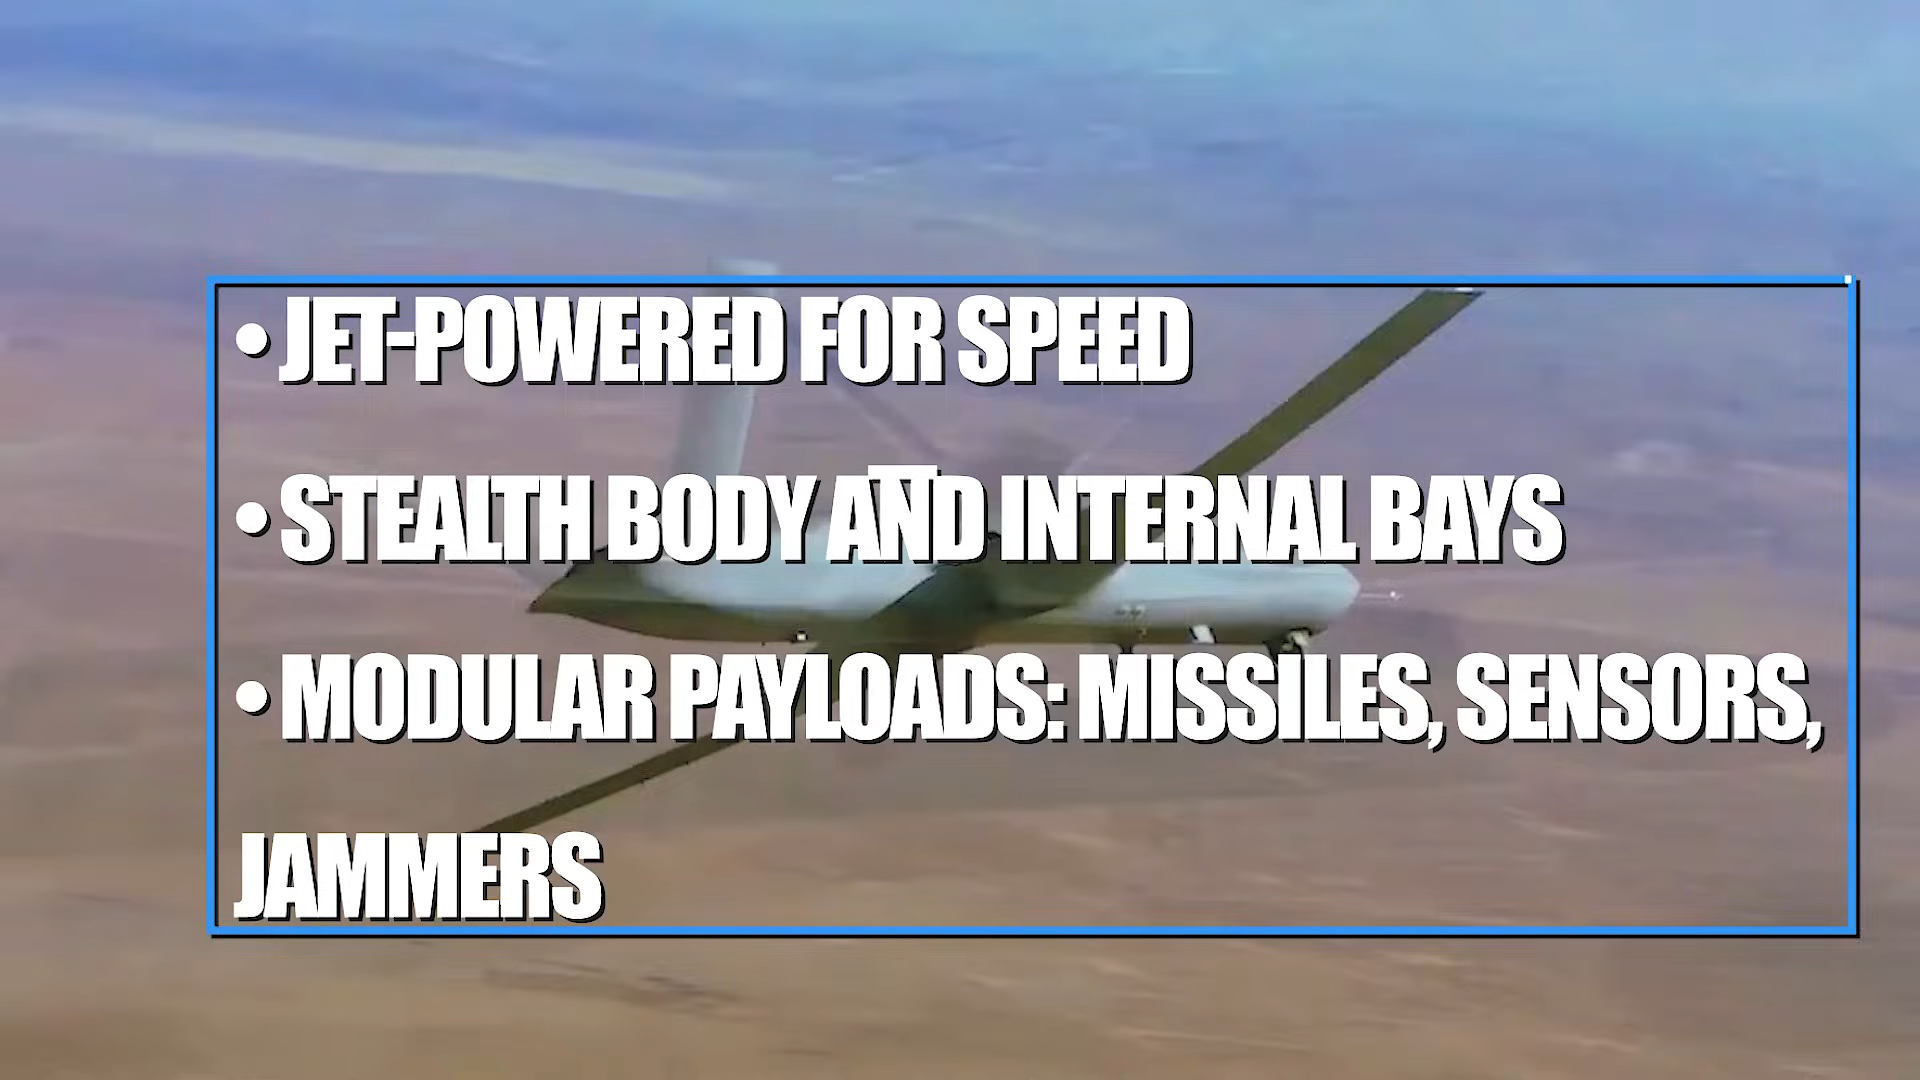 • JET-POWERED FOR SPEED
• STEALTH BODY AND INTERNAL BAYS
• MODULAR PAYLOADS: MISSILES, SENSORS,
JAMMERS